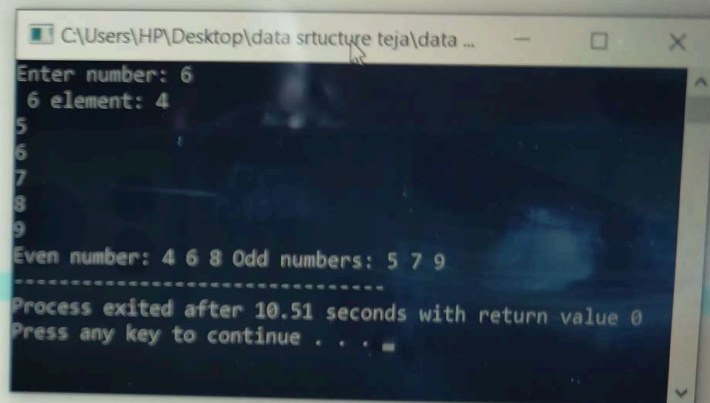 C:\Users\HP\Desktop\data srtucture teja\data ...
Enter number: 6
6 element: 4
5
6
7
8
9
Even number: 4 6 8 Odd numbers: 5 7 9
--------------------------------
Process exited after 10.51 seconds with return value 0
Press any key to continue . . .